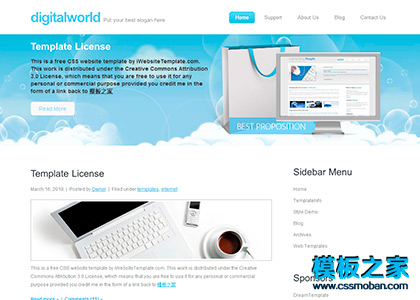 digitalworld Put your best slogan here
Home Support About Us Blog Contact Us
Template License
This is a free CSS website template by iWebsiteTemplate.com.
This work is distributed under the Creative Commons Attribution
3.0 License, which means that you are free to use it for any
personal or commercial purpose provided you credit me in the
form of a link back to 模板之家
Read More
BEST PROPOSITION
Template License
March 16, 2010 | Posted by Owner | Filed under templates, internet
This is a free CSS website template by iWebsiteTemplate.com. This work is distributed under the Creative
Commons Attribution 3.0 License, which means that you are free to use it for any personal or commercial
purpose provided you credit me in the form of a link back to 模板之家
Read more » Comments (11) »
Sidebar Menu
Home
TemplateInfo
Style Demo
Blog
Archives
Web Templates
Sponsors
DreamTemplate
模板之家
www.cssmoban.com